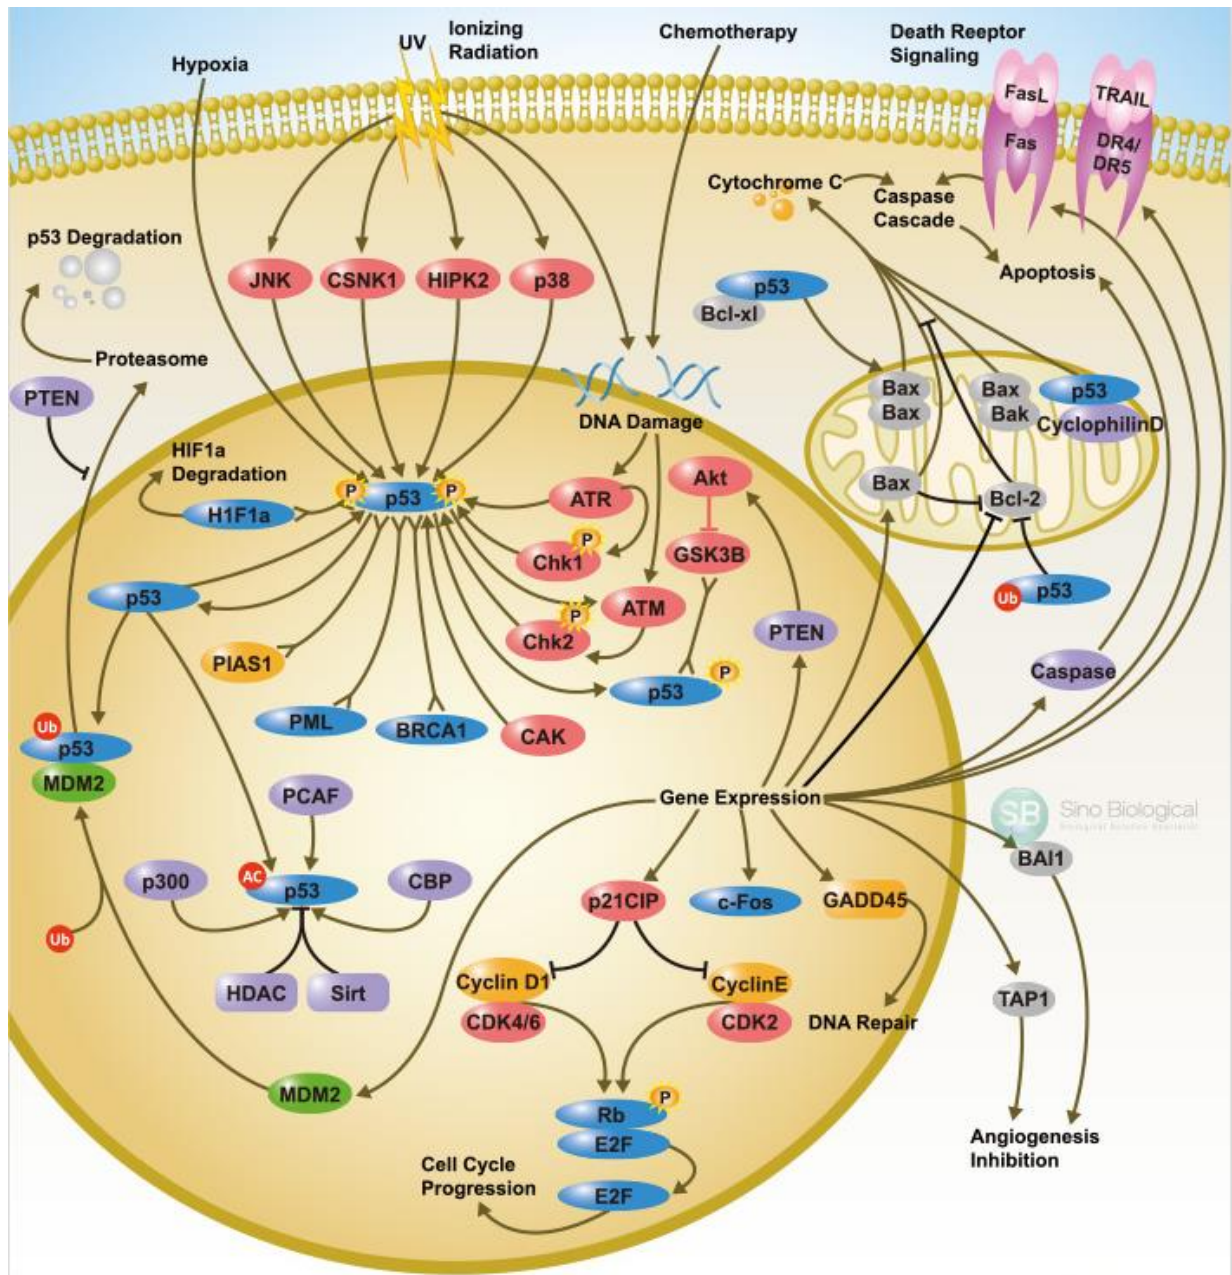 Hypoxia
UV
Ionizing
Radiation
Chemotherapy
Death Reeptor
Signaling
FasL
TRAIL
Fas
DR4/
DR5
Cytochrome C
Caspase
Cascade
Apoptosis
p53 Degradation
JNK
CSNK1
HIPK2
p38
p53
Bcl-xl
Proteasome
PTEN
DNA Damage
Bax
Bax
Bax
Bak
p53
CyclophilinD
HIF1a
Degradation
H1F1a
P
p53
P
ATR
Akt
Bax
Bcl-2
P
Chk1
GSK3B
p53
ATM
P
Chk2
PTEN
Ub
p53
PIAS1
P
p53
Caspase
PML
BRCA1
CAK
Ub
p53
MDM2
PCAF
Gene Expression
SB
Sino Biological
BAI1
p300
AC
p53
CBP
p21CIP
c-Fos
GADD45
Ub
HDAC
Sirt
Cyclin D1
CDK4/6
CyclinE
CDK2
DNA Repair
TAP1
MDM2
P
Rb
E2F
Angiogenesis
Inhibition
Cell Cycle
Progression
E2F